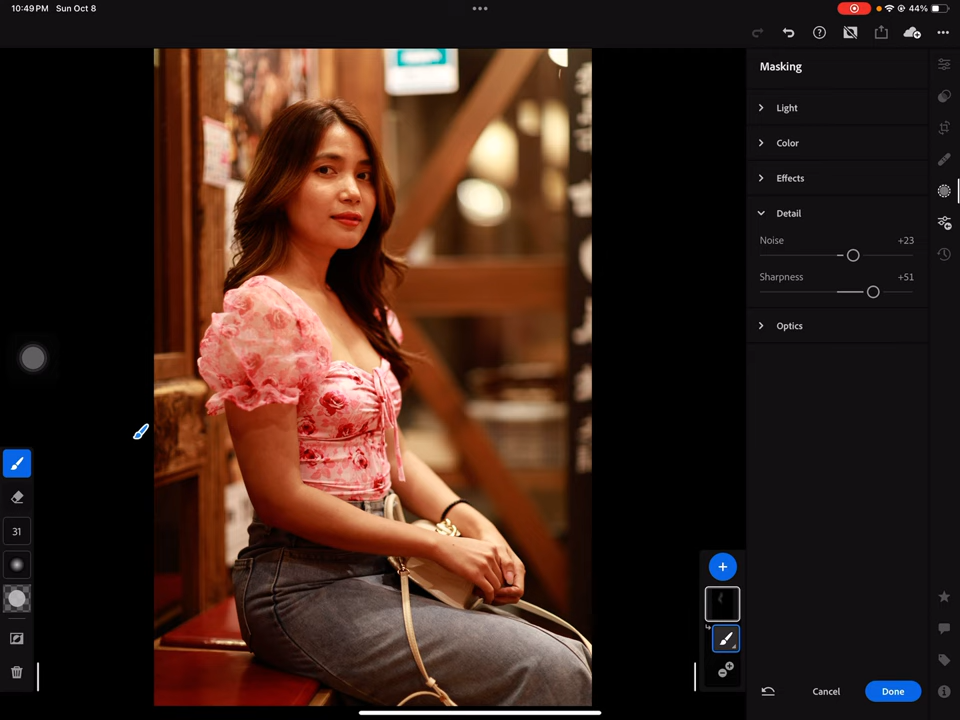 10:49 PM Sun Oct 8
44%
Masking
Light
Color
Effects
Detail
Noise +23
Sharpness +51
Optics
31
Cancel
Done